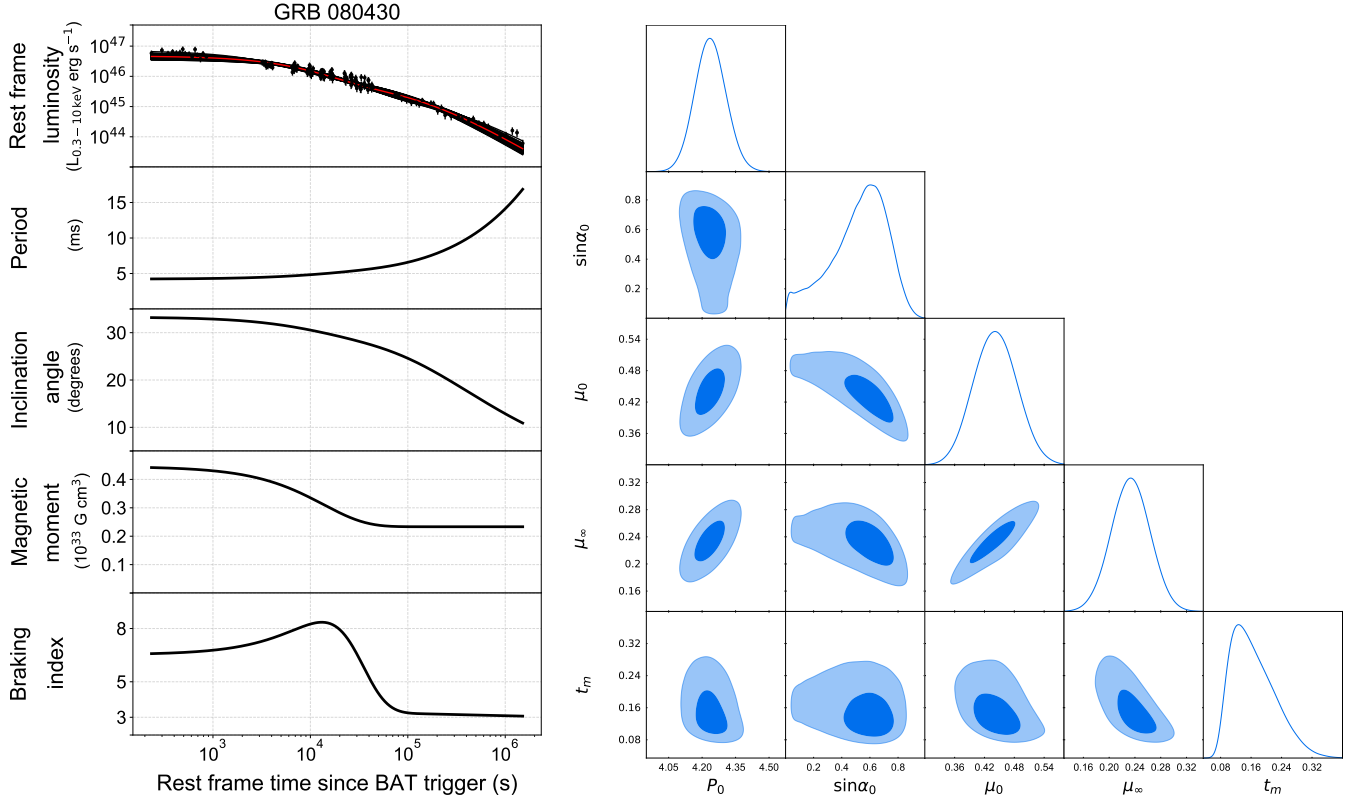 GRB 080430
Rest frame
luminosity
(L0.3−10 keV erg s−1)
10^47
10^46
10^45
10^44
Period
(ms)
15
10
5
Inclination
angle
(degrees)
30
20
10
Magnetic
moment
(10^33 G cm^3)
0.4
0.3
0.2
0.1
Braking
index
8
5
3
10^3 10^4 10^5 10^6
Rest frame time since BAT trigger (s)
sinα0
0.8
0.6
0.4
0.2
μ0
0.54
0.48
0.42
0.36
μ∞
0.32
0.28
0.24
0.2
0.16
tm
0.32
0.24
0.16
0.08
4.05 4.20 4.35 4.50
P0
0.2 0.4 0.6 0.8
sinα0
0.36 0.42 0.48 0.54
μ0
0.16 0.20 0.24 0.28 0.32
μ∞
0.08 0.16 0.24 0.32
tm